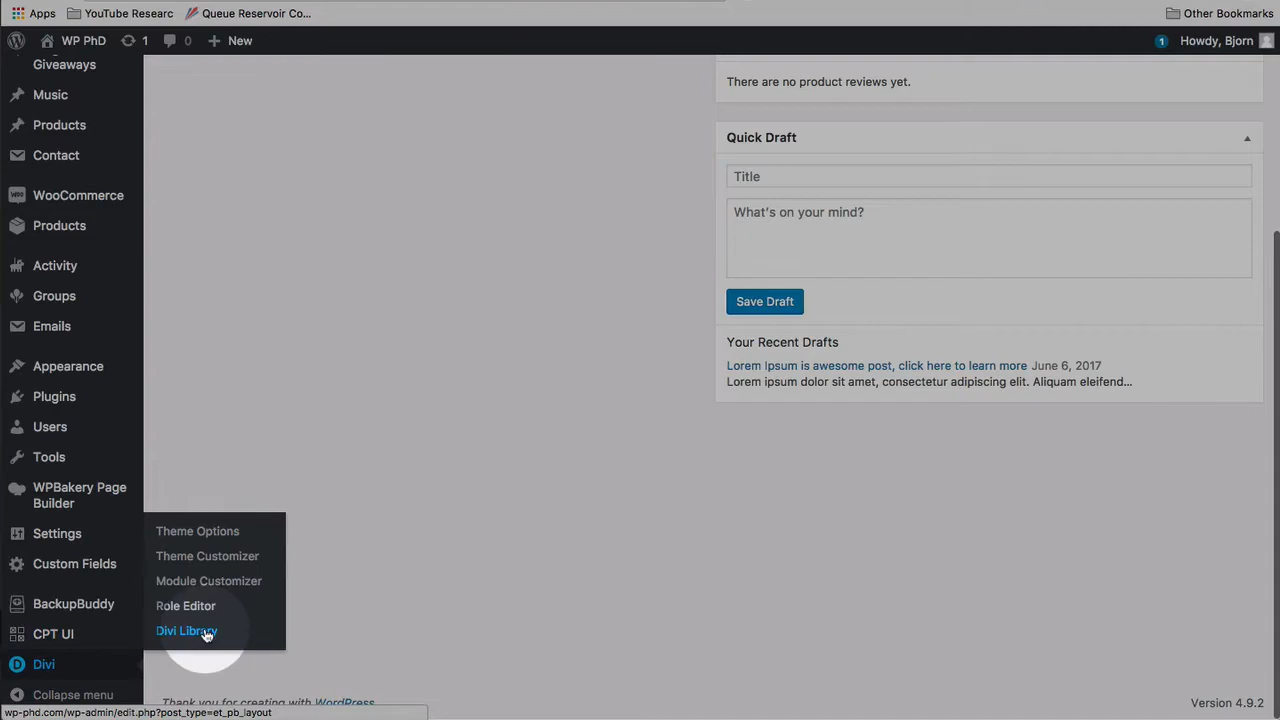 Apps
YouTube Researc
Queue Reservoir Co...
Other Bookmarks
WP PhD
1
0
New
1
Howdy, Bjorn
Giveaways
Music
Products
Contact
WooCommerce
Products
Activity
Groups
Emails
Appearance
Plugins
Users
Tools
WPBakery Page
Builder
Settings
Custom Fields
BackupBuddy
CPT UI
Divi
Collapse menu
Theme Options
Theme Customizer
Module Customizer
Role Editor
Divi Library
There are no product reviews yet.
Quick Draft
Title
What's on your mind?
Save Draft
Your Recent Drafts
Lorem Ipsum is awesome post, click here to learn more June 6, 2017
Lorem ipsum dolor sit amet, consectetur adipiscing elit. Aliquam eleifend...
Thank you for creating with WordPress
Version 4.9.2
wp-phd.com/wp-admin/edit.php?post_type=et_pb_layout